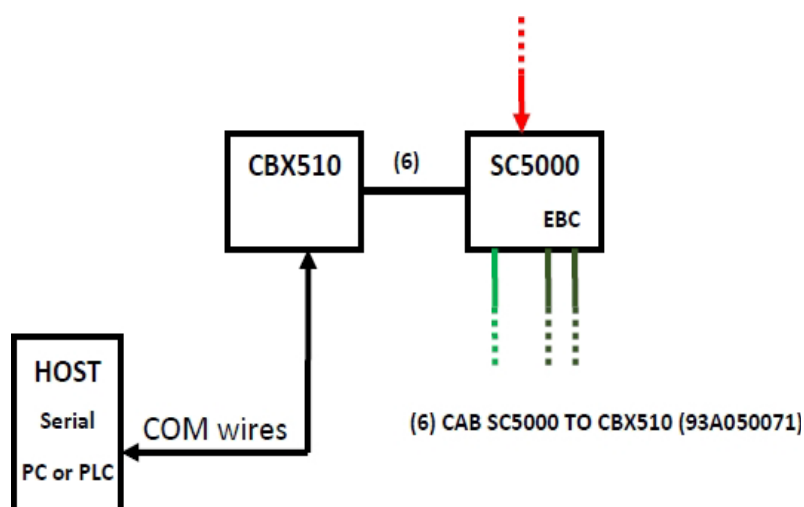 CBX510
(6)
SC5000
EBC
HOST
Serial
PC or PLC
COM wires
(6) CAB SC5000 TO CBX510 (93A050071)